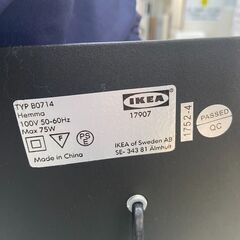 TYP B0714
Hemma
100V 50-60Hz
Max 75W
F
PS
E
Made in China
IKEA
17907
IKEA of Sweden AB
SE- 343 81 Älmhult
1752-4
PASSED
QC